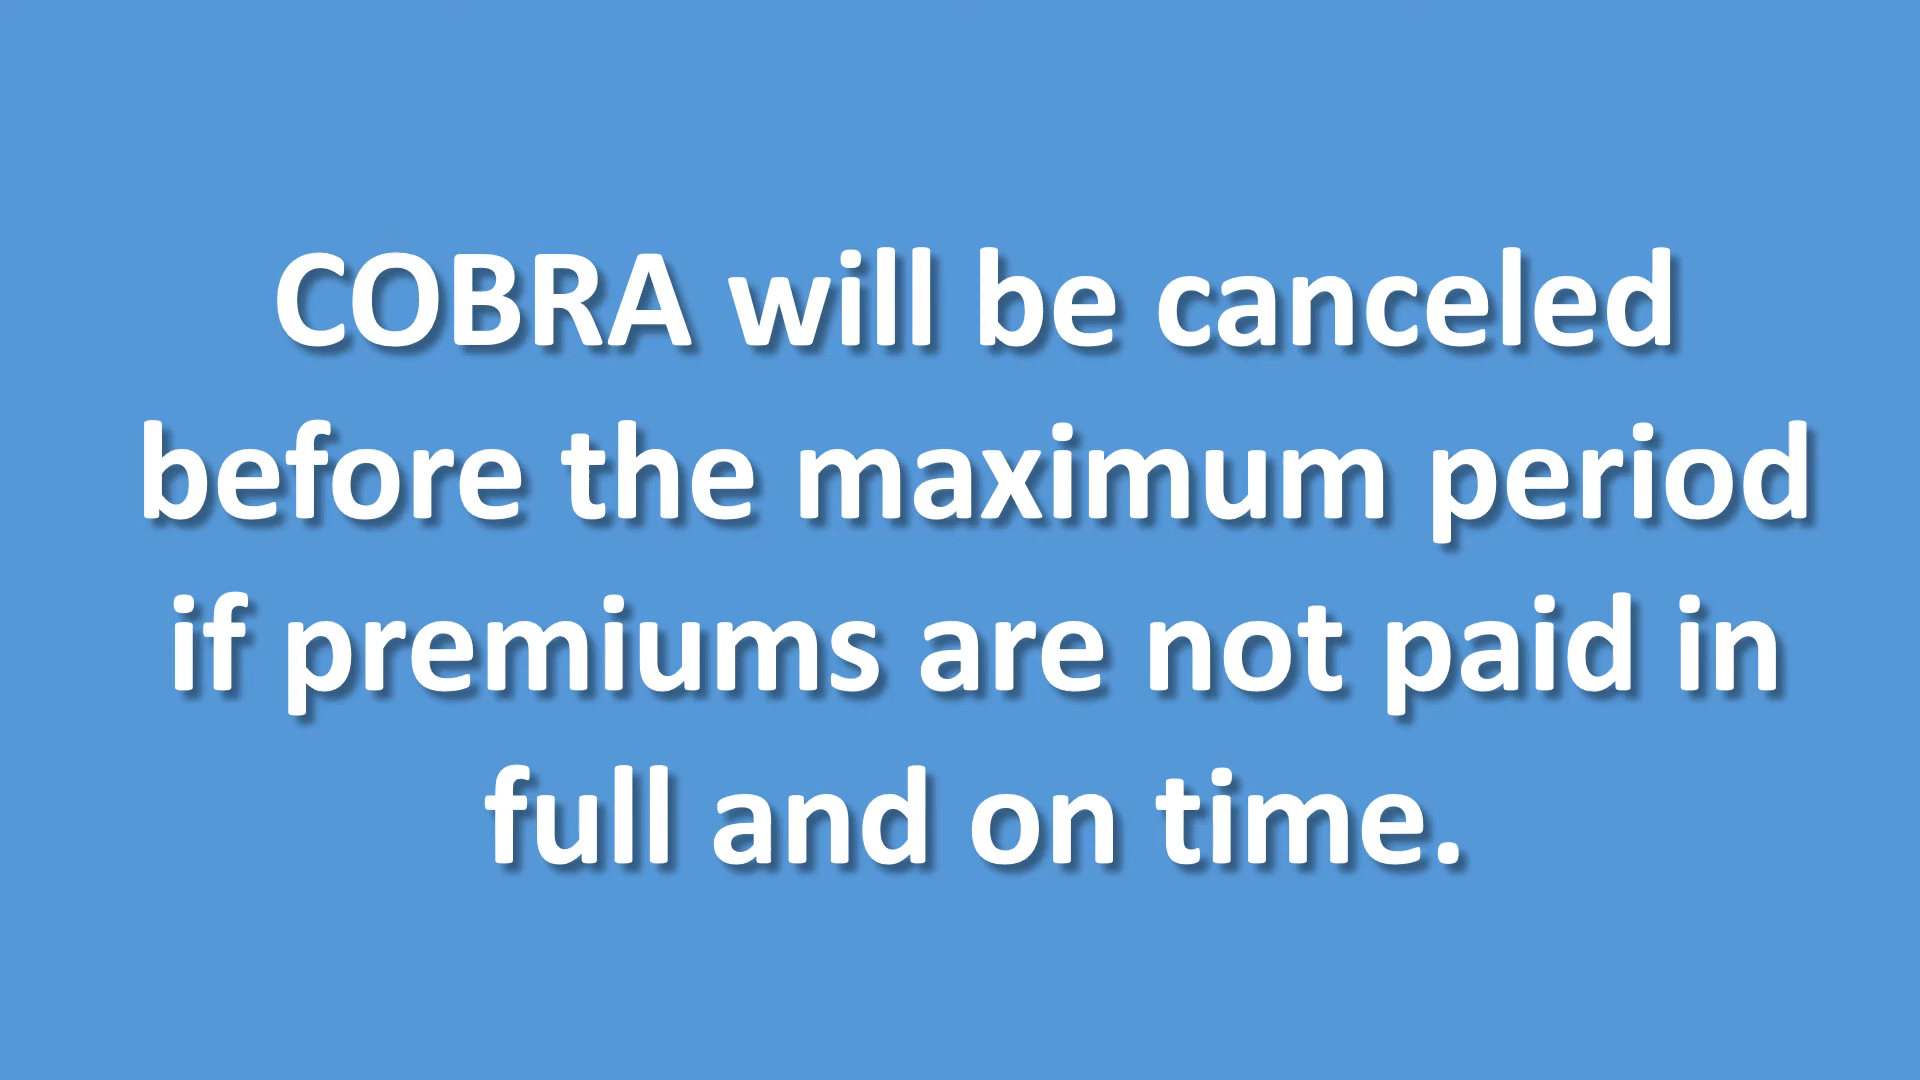 COBRA will be canceled
before the maximum period
if premiums are not paid in
full and on time.